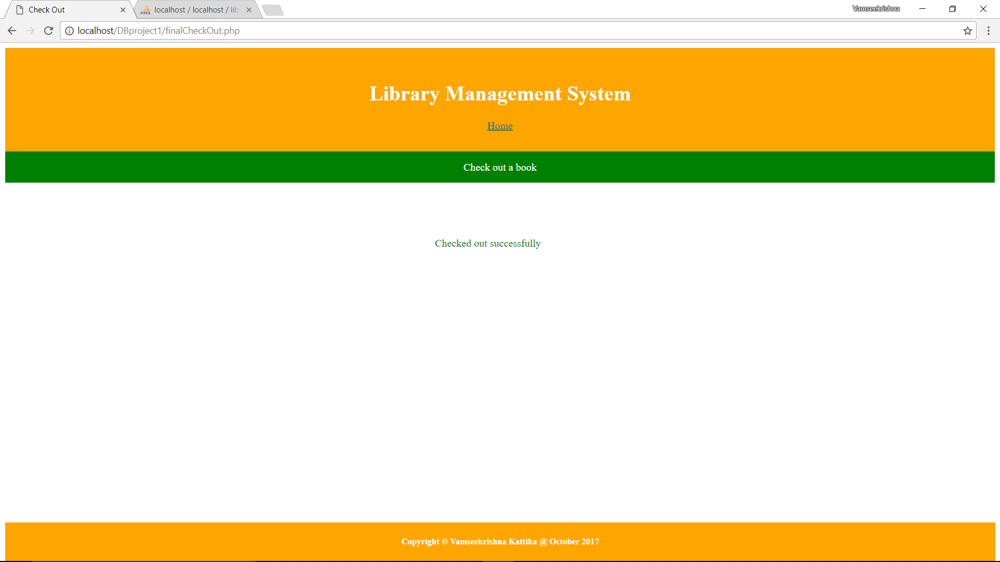 Check Out
PMA localhost / localhost / lib
Vamseekrishna
localhost/DBproject1/finalCheckOut.php
Library Management System
Home
Check out a book
Checked out successfully
Copyright © Vamseekrishna Kattika @ October 2017